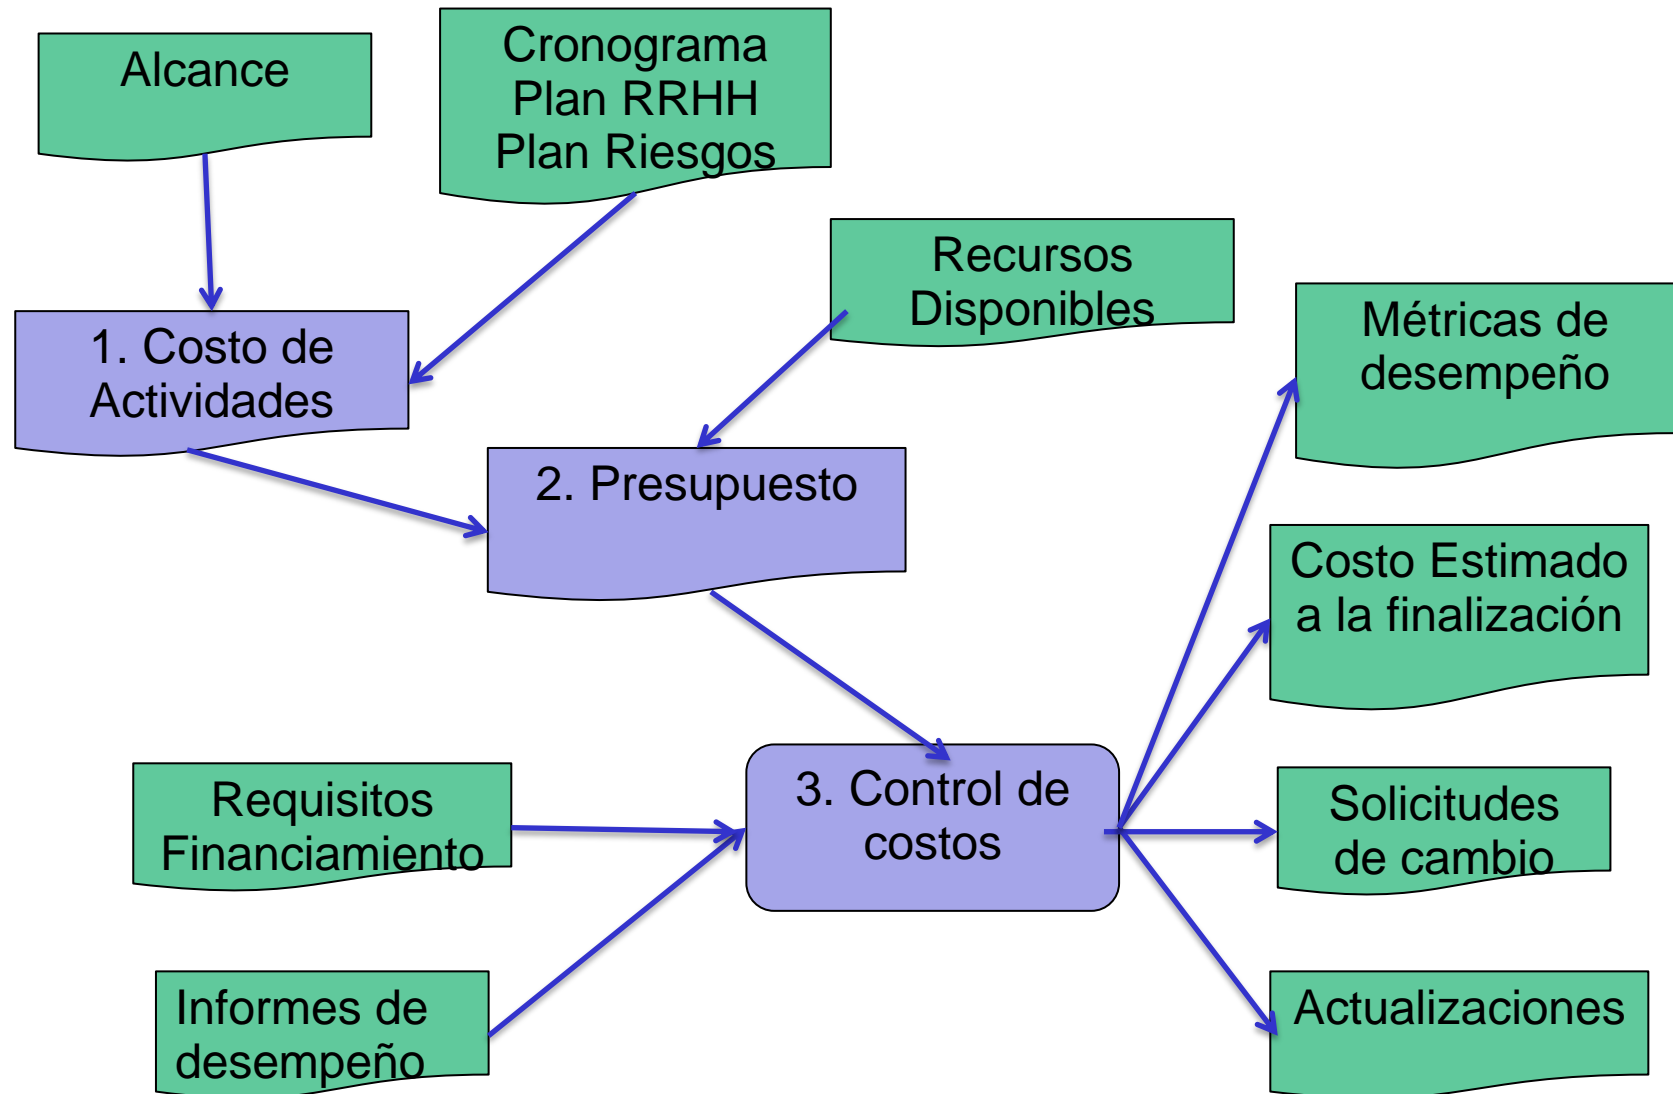 Alcance
Cronograma
Plan RRHH
Plan Riesgos
Recursos
Disponibles
1. Costo de
Actividades
Métricas de
desempeño
2. Presupuesto
Costo Estimado
a la finalización
Requisitos
Financiamiento
3. Control de
costos
Solicitudes
de cambio
Informes de
desempeño
Actualizaciones